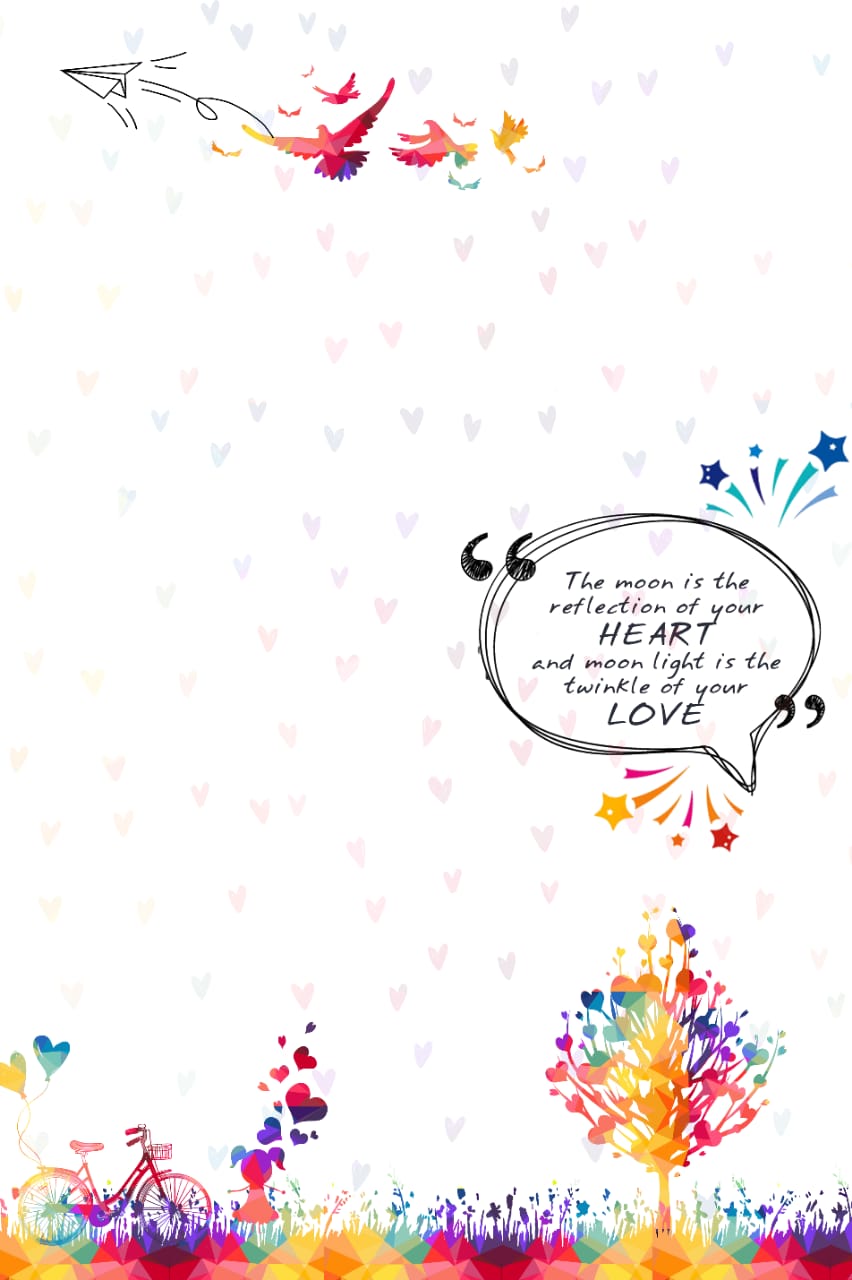 “The moon is the
reflection of your
HEART
and moon light is the
twinkle of your
LOVE”